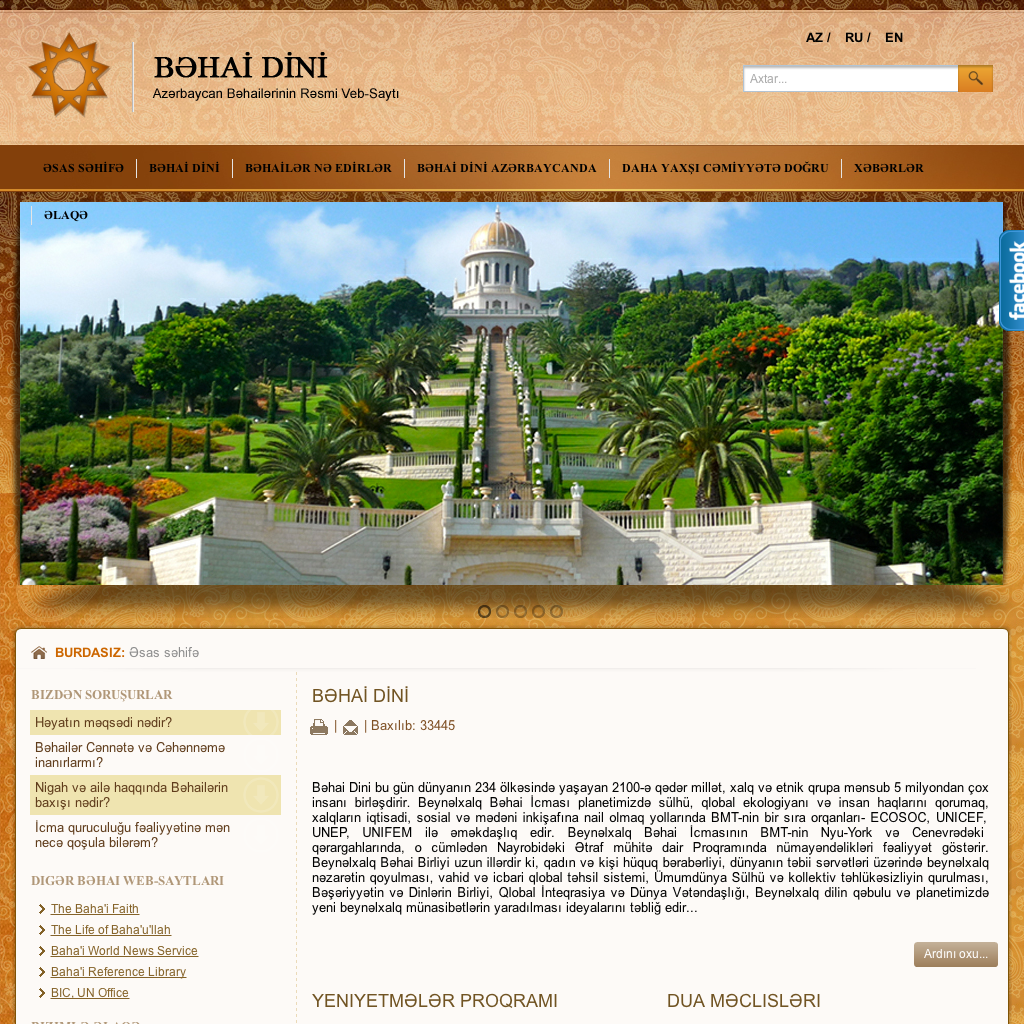 AZ / RU / EN
BƏHAİ DİNİ
Azərbaycan Bəhailərinin Rəsmi Veb-Saytı
Axtar...
ƏSAS SƏHİFƏ
BƏHAİ DİNİ
BƏHAİLƏR NƏ EDİRLƏR
BƏHAİ DİNİ AZƏRBAYCANDA
DAHA YAXŞI CƏMİYYƏTƏ DOĞRU
XƏBƏRLƏR
ƏLAQƏ
facebook
BURDASIZ: Əsas səhifə
BIZDƏN SORUŞURLAR
Həyatın məqsədi nədir?
Bəhailər Cənnətə və Cəhənnəmə
inanırlarmı?
Nigah və ailə haqqında Bəhailərin
baxışı nədir?
İcma quruculuğu fəaliyyətinə mən
necə qoşula bilərəm?
DIGƏR BƏHAI WEB-SAYTLARI
The Baha'i Faith
The Life of Baha'u'llah
Baha'i World News Service
Baha'i Reference Library
BIC, UN Office
BƏHAİ DİNİ
| | Baxılıb: 33445
Bəhai Dini bu gün dünyanın 234 ölkəsində yaşayan 2100-ə qədər millət, xalq və etnik qrupa mənsub 5 milyondan çox
insanı birləşdirir. Beynəlxalq Bəhai İcması planetimizdə sülhü, qlobal ekologiyanı və insan haqlarını qorumaq,
xalqların iqtisadi, sosial və mədəni inkişafına nail olmaq yollarında BMT-nin bir sıra orqanları- ECOSOC, UNICEF,
UNEP, UNIFEM ilə əməkdaşlıq edir. Beynəlxalq Bəhai İcmasının BMT-nin Nyu-York və Cenevrədəki
qərargahlarında, o cümlədən Nayrobidəki Ətraf mühitə dair Proqramında nümayəndəlikləri fəaliyyət göstərir.
Beynəlxalq Bəhai Birliyi uzun illərdir ki, qadın və kişi hüquq bərabərliyi, dünyanın təbii sərvətləri üzərində beynəlxalq
nəzarətin qoyulması, vahid və icbari qlobal təhsil sistemi, Ümumdünya Sülhü və kollektiv təhlükəsizliyin qurulması,
Bəşəriyyətin və Dinlərin Birliyi, Qlobal İnteqrasiya və Dünya Vətəndaşlığı, Beynəlxalq dilin qəbulu və planetimizdə
yeni beynəlxalq münasibətlərin yaradılması ideyalarını təbliğ edir...
Ardını oxu...
YENIYETMƏLƏR PROQRAMI
DUA MƏCLISLƏRI